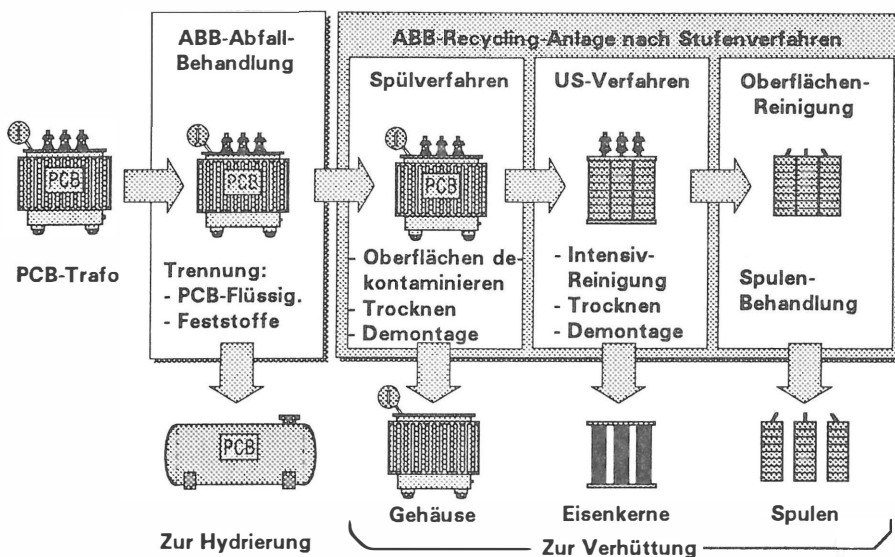 ABB-Abfall-
Behandlung
ABB-Recycling-Anlage nach Stufenverfahren
Spülverfahren
US-Verfahren
Oberflächen-
Reinigung
PCB
PCB
PCB
PCB-Trafo
Trennung:
- PCB-Flüssig.
- Feststoffe
- Oberflächen de-
kontaminieren
- Trocknen
- Demontage
- Intensiv-
Reinigung
- Trocknen
- Demontage
Spulen-
Behandlung
PCB
Zur Hydrierung
Gehäuse
Eisenkerne
Spulen
Zur Verhüttung